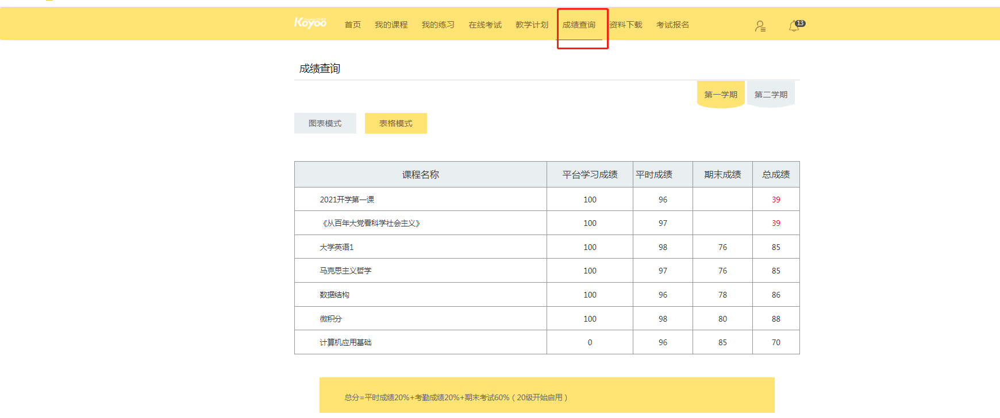 Koyoo 首页 我的课程 我的练习 在线考试 教学计划 成绩查询 资料下载 考试报名 13
成绩查询
第一学期 第二学期
图表模式 表格模式
课程名称 平台学习成绩 平时成绩 期末成绩 总成绩
2021开学第一课 100 96 39
《从百年大党看科学社会主义》 100 97 39
大学英语1 100 98 76 85
马克思主义哲学 100 97 76 85
数据结构 100 96 78 86
微积分 100 98 80 88
计算机应用基础 0 96 85 70
总分=平时成绩20%+考勤成绩20%+期末考试60%（20级开始启用）